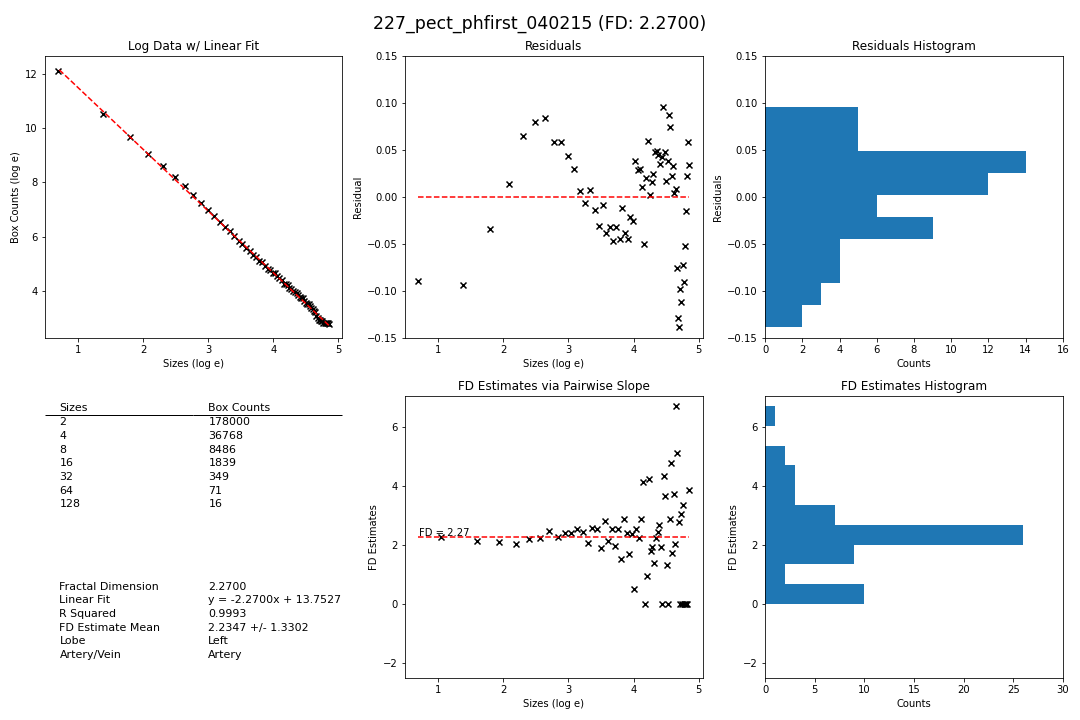 227_pect_phfirst_040215 (FD: 2.2700)
Log Data w/ Linear Fit
Box Counts (log e)
12
10
8
6
4
1 2 3 4 5
Sizes (log e)
Residuals
Residual
0.15
0.10
0.05
0.00
−0.05
−0.10
−0.15
1 2 3 4 5
Sizes (log e)
Residuals Histogram
Residuals
0.15
0.10
0.05
0.00
−0.05
−0.10
−0.15
0 2 4 6 8 10 12 14 16
Counts
Sizes Box Counts
2 178000
4 36768
8 8486
16 1839
32 349
64 71
128 16
Fractal Dimension 2.2700
Linear Fit y = -2.2700x + 13.7527
R Squared 0.9993
FD Estimate Mean 2.2347 +/- 1.3302
Lobe Left
Artery/Vein Artery
FD Estimates via Pairwise Slope
FD Estimates
6
4
2
0
−2
FD = 2.27
1 2 3 4 5
Sizes (log e)
FD Estimates Histogram
FD Estimates
6
4
2
0
−2
0 5 10 15 20 25 30
Counts